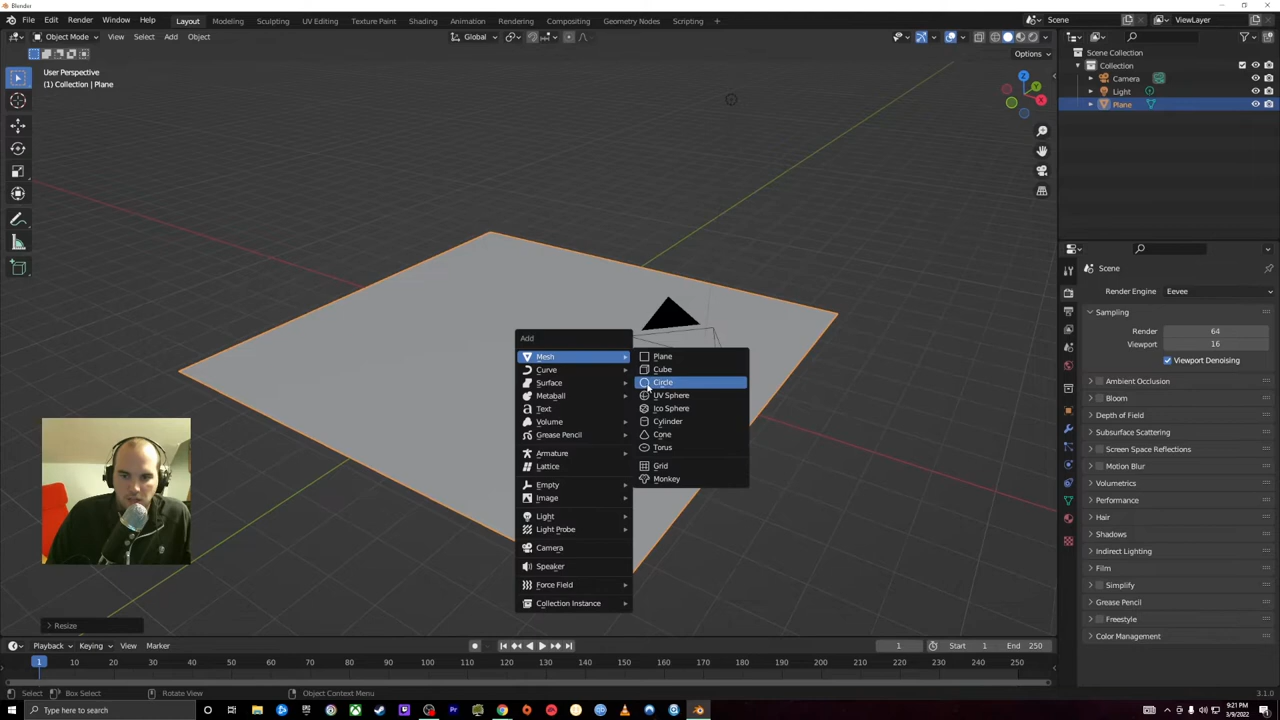 Blender
File Edit Render Window Help Layout Modeling Sculpting UV Editing Texture Paint Shading Animation Compositing Geometry Nodes Scripting + Scene ViewLayer
Object Mode View Select Add Object Global
Options
User Perspective
(1) Collection | Plane
Scene Collection
Collection
Camera
Light
Plane
Add
Mesh
Curve
Surface
Metaball
Text
Volume
Grease Pencil
Armature
Lattice
Empty
Image
Light
Light Probe
Camera
Speaker
Force Field
Collection Instance
Plane
Cube
Circle
UV Sphere
Ico Sphere
Cylinder
Cone
Torus
Grid
Monkey
Scene
Render Engine Eevee
Sampling
Render 64
Viewport 16
Viewport Denoising
Ambient Occlusion
Bloom
Depth of Field
Subsurface Scattering
Screen Space Reflections
Motion Blur
Volumetrics
Performance
Hair
Shadows
Indirect Lighting
Film
Simplify
Grease Pencil
Freestyle
Color Management
Resize
Playback Keying View Marker 1 Start 1 End 250
1 10 20 30 40 50 60 70 80 90 100 110 120 130 140 150 160 170 180 190 200 210 220 230 240 250
Select Box Select Rotate View Object Context Menu 3.1.0
Type here to search
9:21 PM
3/9/2022